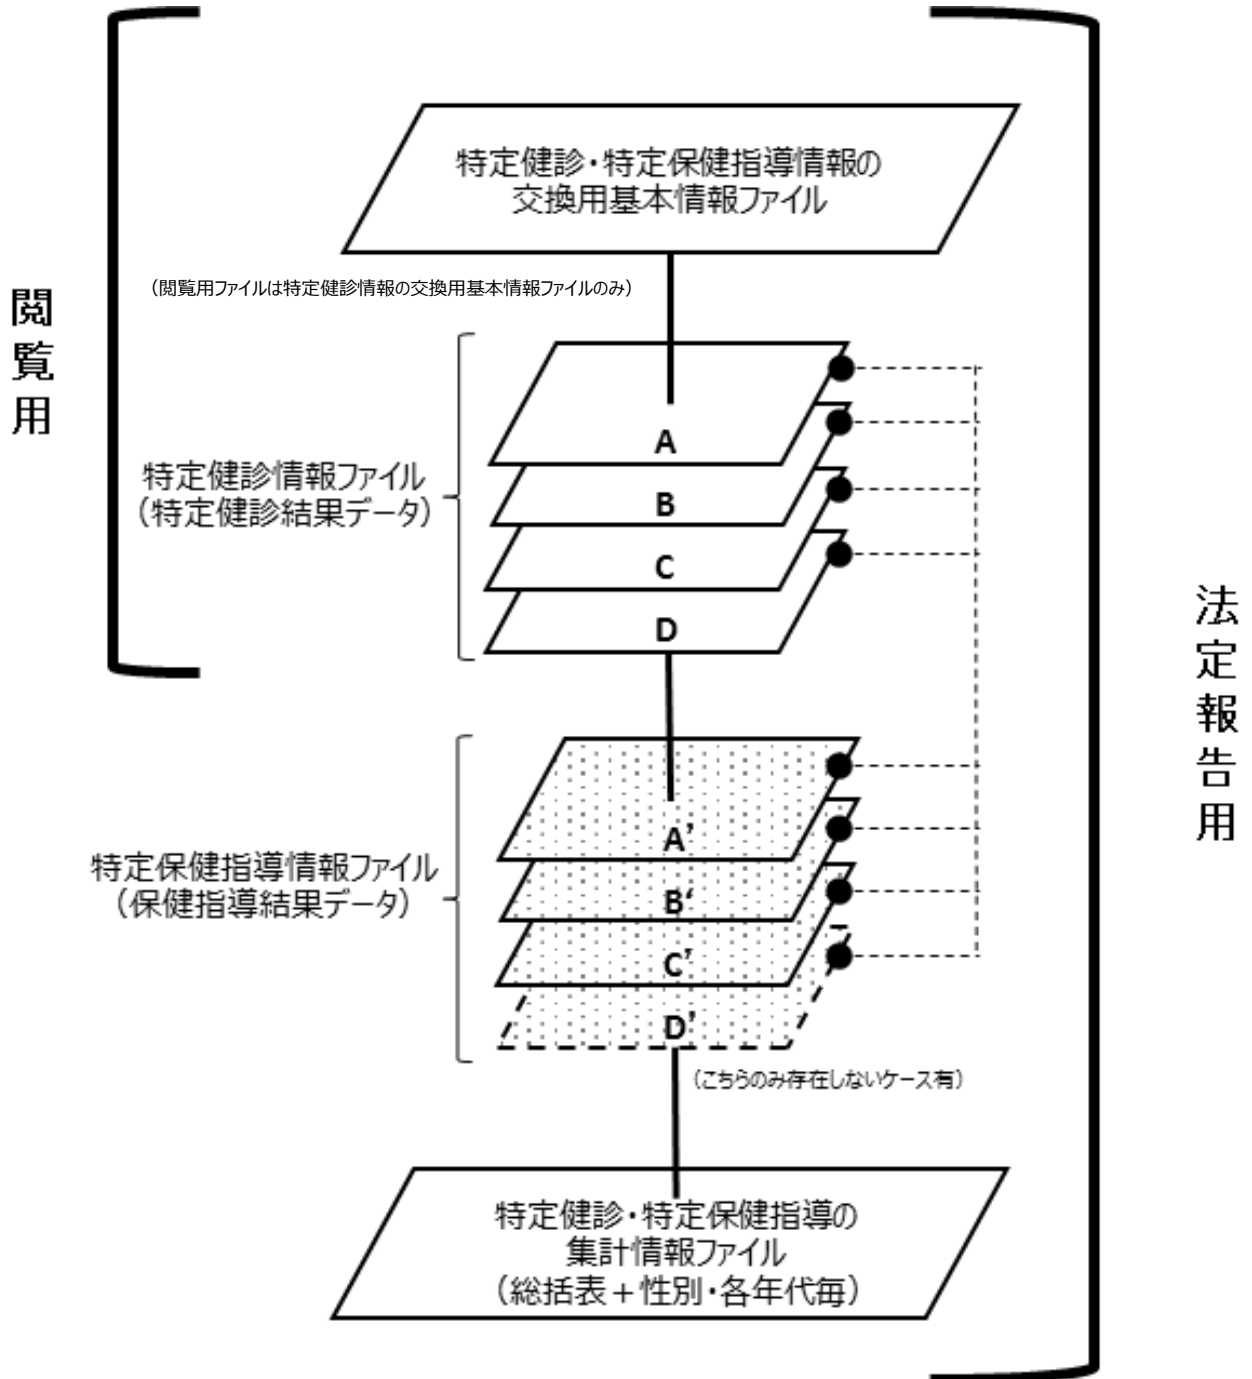 特定健診・特定保健指導情報の
交換用基本情報ファイル
（閲覧用ファイルは特定健診情報の交換用基本情報ファイルのみ）
閲覧用
A
B
C
D
特定健診情報ファイル
（特定健診結果データ）
法定報告用
A’
B‘
C’
D’
特定保健指導情報ファイル
（保健指導結果データ）
（こちらのみ存在しないケース有）
特定健診・特定保健指導の
集計情報ファイル
（総括表＋性別・各年代毎）